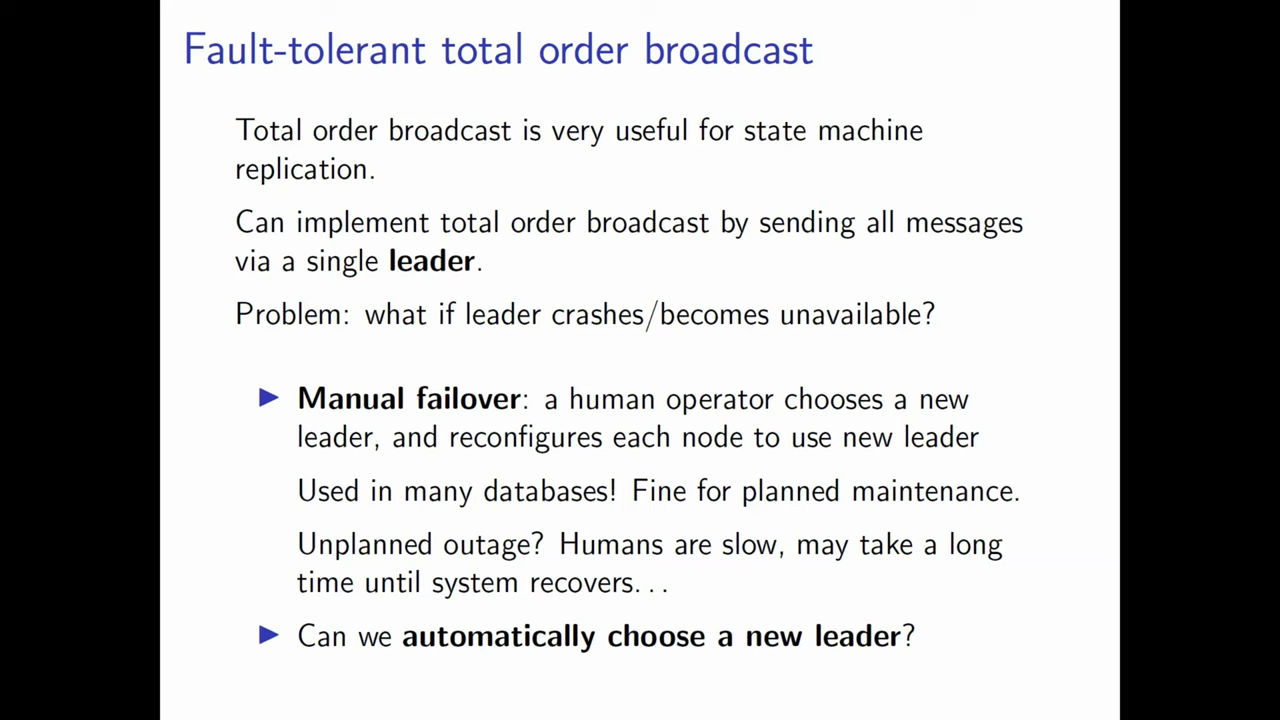 Fault-tolerant total order broadcast
Total order broadcast is very useful for state machine
replication.
Can implement total order broadcast by sending all messages
via a single leader.
Problem: what if leader crashes/becomes unavailable?
▶ Manual failover: a human operator chooses a new
leader, and reconfigures each node to use new leader
Used in many databases! Fine for planned maintenance.
Unplanned outage? Humans are slow, may take a long
time until system recovers...
▶ Can we automatically choose a new leader?